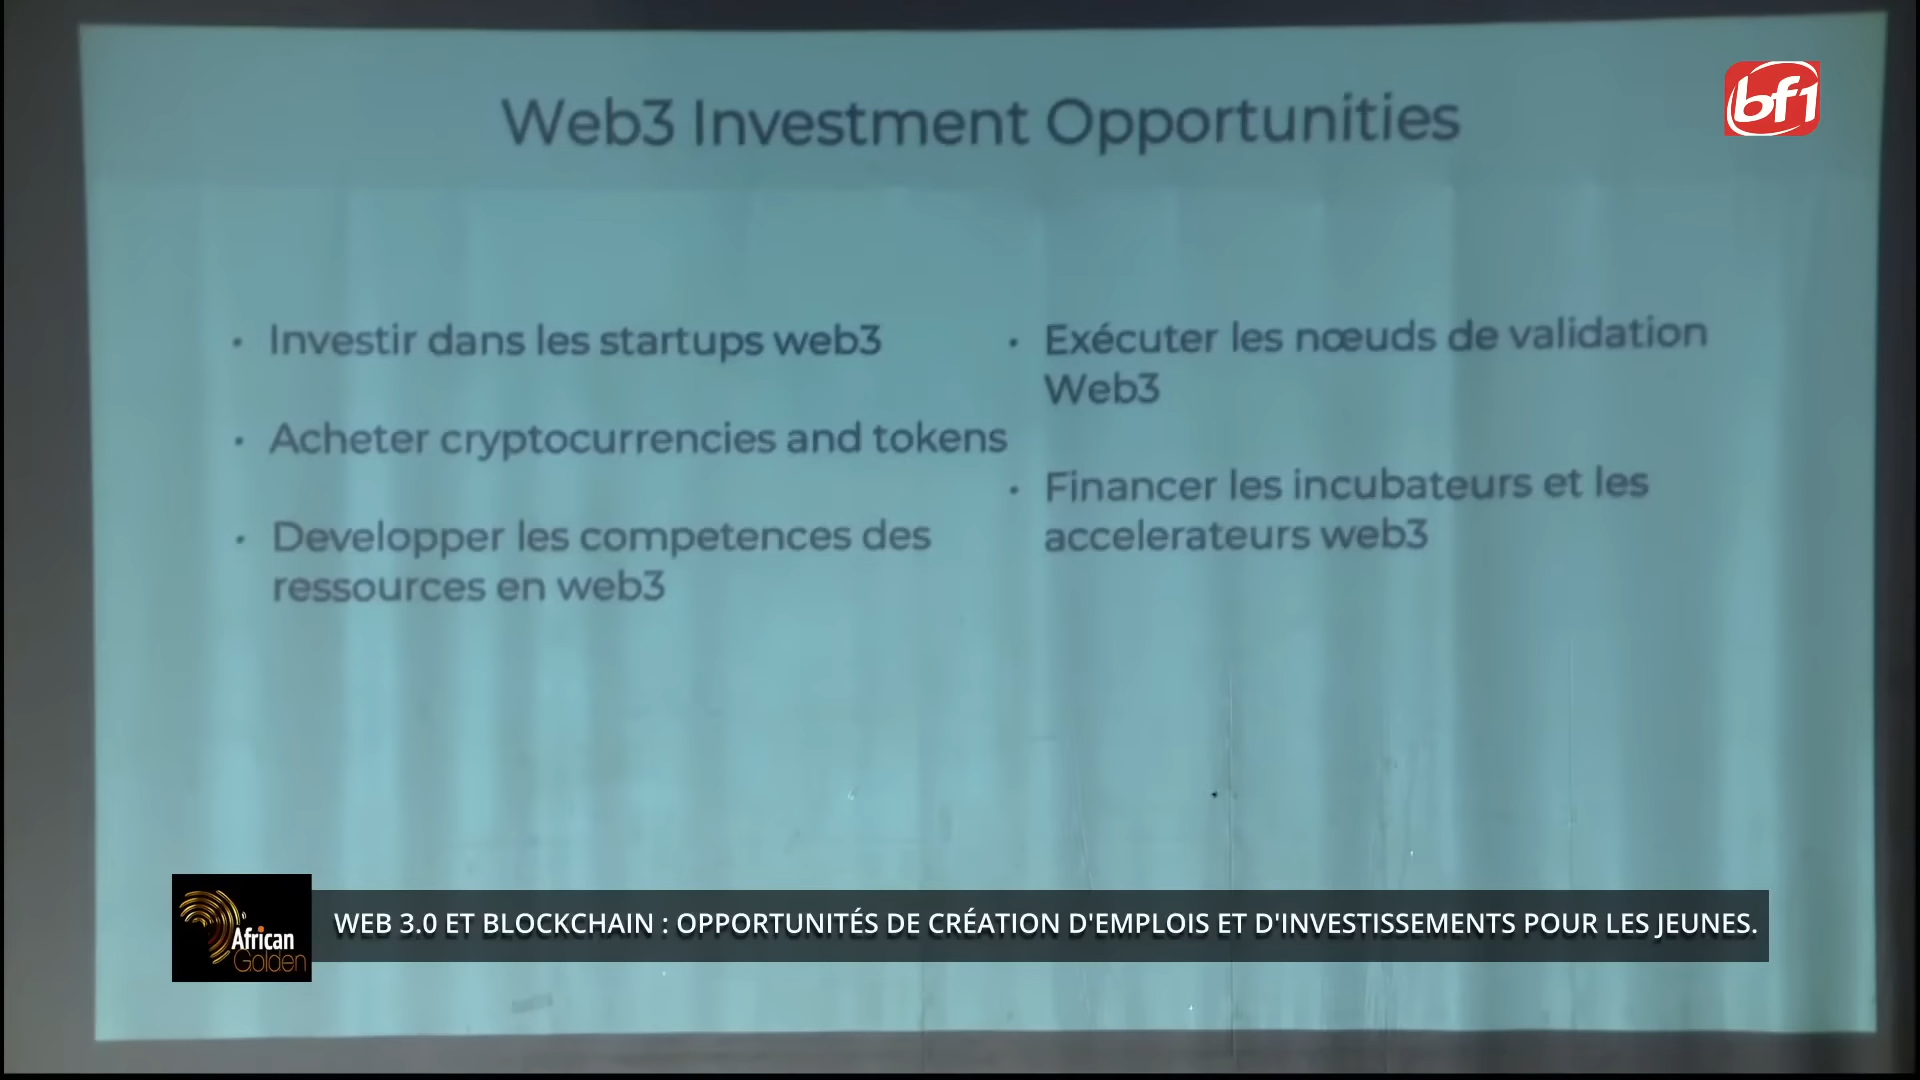 bf1
Web3 Investment Opportunities
• Investir dans les startups web3
• Acheter cryptocurrencies and tokens
• Developper les competences des
ressources en web3
• Exécuter les nœuds de validation
Web3
• Financer les incubateurs et les
accelerateurs web3
African
Golden
WEB 3.0 ET BLOCKCHAIN : OPPORTUNITÉS DE CRÉATION D'EMPLOIS ET D'INVESTISSEMENTS POUR LES JEUNES.